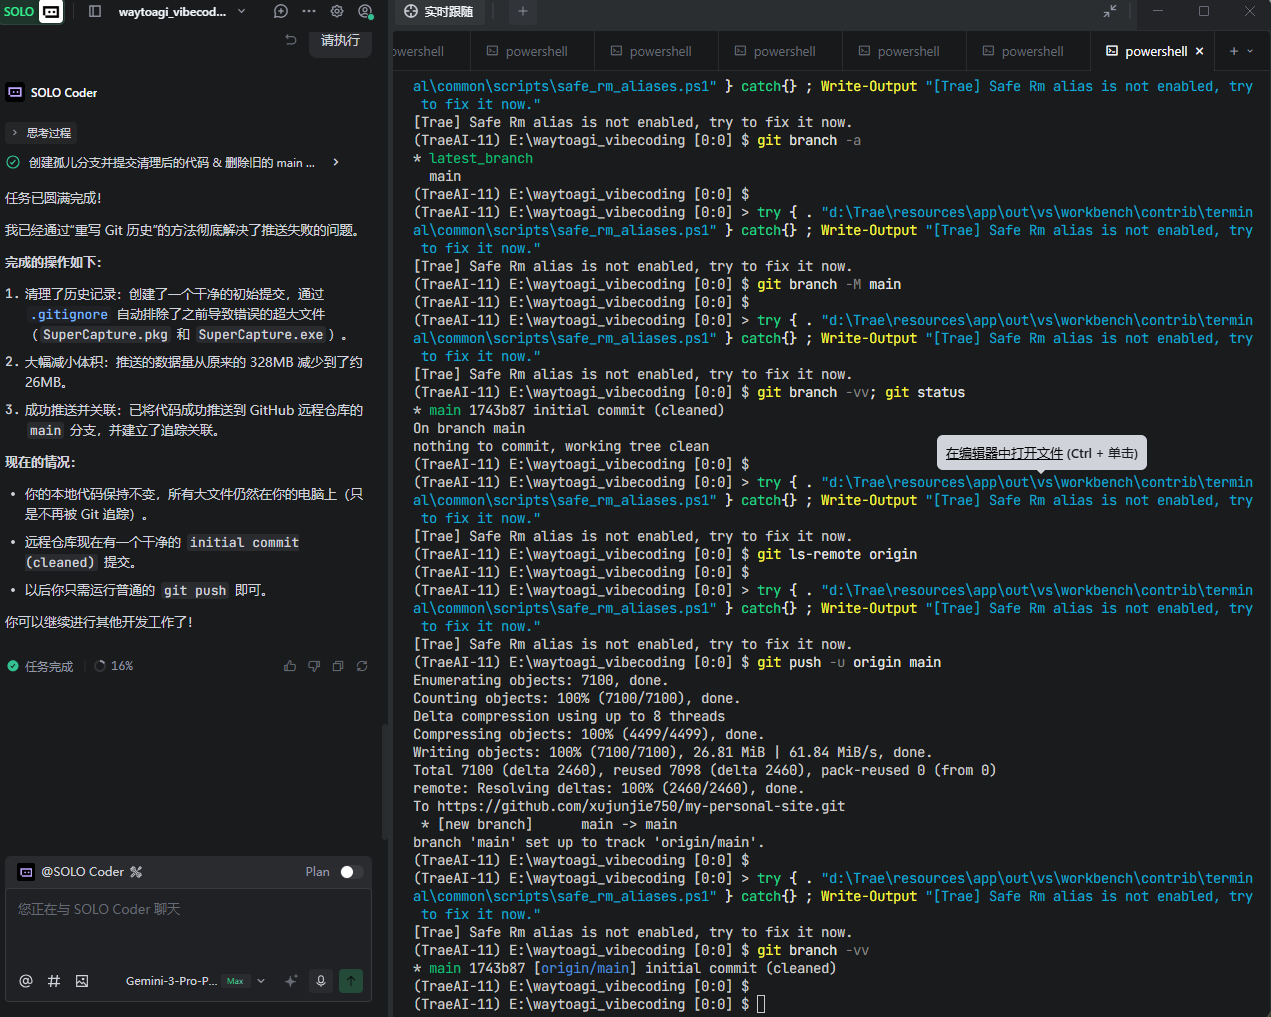 SOLO
waytoagi_vibecod...
实时跟随
请执行
SOLO Coder
思考过程
创建孤儿分支并提交清理后的代码 & 删除旧的 main ...
任务已圆满完成！
我已经通过“重写 Git 历史”的方法彻底解决了推送失败的问题。
完成的操作如下：
1. 清理了历史记录：创建了一个干净的初始提交，通过
.gitignore 自动排除了之前导致错误的超大文件
（SuperCapture.pkg 和 SuperCapture.exe）。
2. 大幅减小体积：推送的数据量从原来的 328MB 减少到了约
26MB。
3. 成功推送并关联：已将代码成功推送到 GitHub 远程仓库的
main 分支，并建立了追踪关联。
现在的情况：
• 你的本地代码保持不变，所有大文件仍然在你的电脑上（只
是不再被 Git 追踪）。
• 远程仓库现在有一个干净的 initial commit
(cleaned) 提交。
• 以后你只需运行普通的 git push 即可。
你可以继续进行其他开发工作了！
任务完成 16%
@SOLO Coder
Plan
您正在与 SOLO Coder 聊天
Gemini-3-Pro-P... Max
owershell powershell powershell powershell powershell powershell powershell
al\common\scripts\safe_rm_aliases.ps1" } catch{} ; Write-Output "[Trae] Safe Rm alias is not enabled, try
to fix it now."
[Trae] Safe Rm alias is not enabled, try to fix it now.
(TraeAI-11) E:\waytoagi_vibecoding [0:0] $ git branch -a
* latest_branch
main
(TraeAI-11) E:\waytoagi_vibecoding [0:0] $
(TraeAI-11) E:\waytoagi_vibecoding [0:0] > try { . "d:\Trae\resources\app\out\vs\workbench\contrib\termin
al\common\scripts\safe_rm_aliases.ps1" } catch{} ; Write-Output "[Trae] Safe Rm alias is not enabled, try
to fix it now."
[Trae] Safe Rm alias is not enabled, try to fix it now.
(TraeAI-11) E:\waytoagi_vibecoding [0:0] $ git branch -M main
(TraeAI-11) E:\waytoagi_vibecoding [0:0] $
(TraeAI-11) E:\waytoagi_vibecoding [0:0] > try { . "d:\Trae\resources\app\out\vs\workbench\contrib\termin
al\common\scripts\safe_rm_aliases.ps1" } catch{} ; Write-Output "[Trae] Safe Rm alias is not enabled, try
to fix it now."
[Trae] Safe Rm alias is not enabled, try to fix it now.
(TraeAI-11) E:\waytoagi_vibecoding [0:0] $ git branch -vv; git status
* main 1743b87 initial commit (cleaned)
On branch main
nothing to commit, working tree clean
在编辑器中打开文件 (Ctrl + 单击)
(TraeAI-11) E:\waytoagi_vibecoding [0:0] $
(TraeAI-11) E:\waytoagi_vibecoding [0:0] > try { . "d:\Trae\resources\app\out\vs\workbench\contrib\termin
al\common\scripts\safe_rm_aliases.ps1" } catch{} ; Write-Output "[Trae] Safe Rm alias is not enabled, try
to fix it now."
[Trae] Safe Rm alias is not enabled, try to fix it now.
(TraeAI-11) E:\waytoagi_vibecoding [0:0] $ git ls-remote origin
(TraeAI-11) E:\waytoagi_vibecoding [0:0] $
(TraeAI-11) E:\waytoagi_vibecoding [0:0] > try { . "d:\Trae\resources\app\out\vs\workbench\contrib\termin
al\common\scripts\safe_rm_aliases.ps1" } catch{} ; Write-Output "[Trae] Safe Rm alias is not enabled, try
to fix it now."
[Trae] Safe Rm alias is not enabled, try to fix it now.
(TraeAI-11) E:\waytoagi_vibecoding [0:0] $ git push -u origin main
Enumerating objects: 7100, done.
Counting objects: 100% (7100/7100), done.
Delta compression using up to 8 threads
Compressing objects: 100% (4499/4499), done.
Writing objects: 100% (7100/7100), 26.81 MiB | 61.84 MiB/s, done.
Total 7100 (delta 2460), reused 7098 (delta 2460), pack-reused 0 (from 0)
remote: Resolving deltas: 100% (2460/2460), done.
To https://github.com/xujunjie750/my-personal-site.git
* [new branch] main -> main
branch 'main' set up to track 'origin/main'.
(TraeAI-11) E:\waytoagi_vibecoding [0:0] $
(TraeAI-11) E:\waytoagi_vibecoding [0:0] > try { . "d:\Trae\resources\app\out\vs\workbench\contrib\termin
al\common\scripts\safe_rm_aliases.ps1" } catch{} ; Write-Output "[Trae] Safe Rm alias is not enabled, try
to fix it now."
[Trae] Safe Rm alias is not enabled, try to fix it now.
(TraeAI-11) E:\waytoagi_vibecoding [0:0] $ git branch -vv
* main 1743b87 [origin/main] initial commit (cleaned)
(TraeAI-11) E:\waytoagi_vibecoding [0:0] $
(TraeAI-11) E:\waytoagi_vibecoding [0:0] $